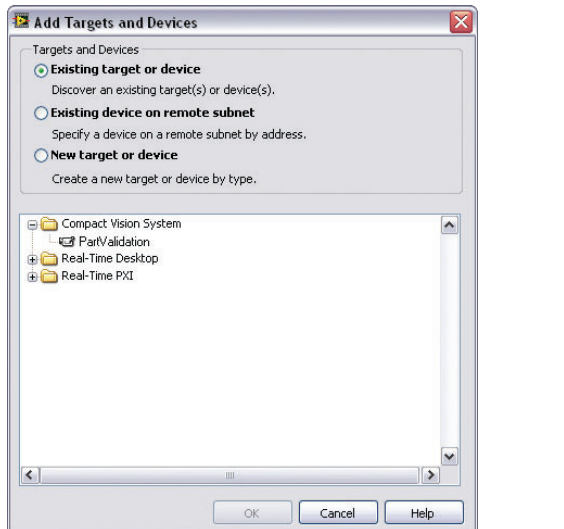 Add Targets and Devices
Targets and Devices
Existing target or device
Discover an existing target(s) or device(s).
Existing device on remote subnet
Specify a device on a remote subnet by address.
New target or device
Create a new target or device by type.
Compact Vision System
PartValidation
Real-Time Desktop
Real-Time PXI
OK Cancel Help